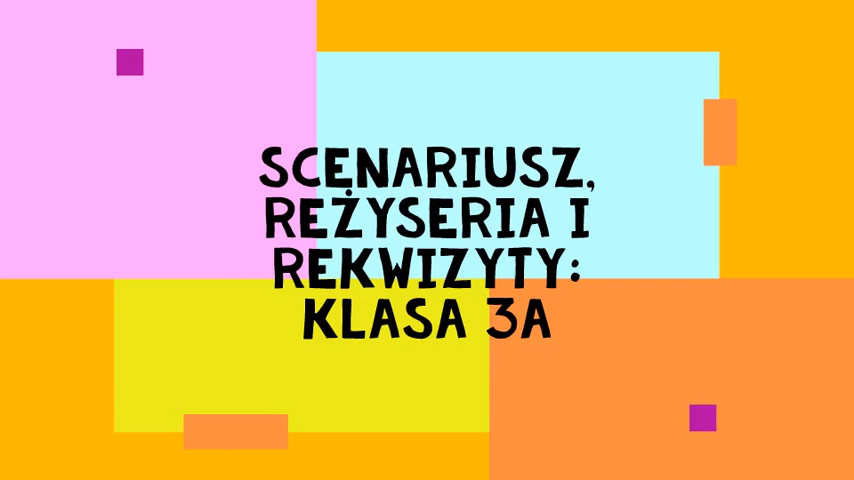 SCENARIUSZ,
REŻYSERIA I
REKWIZYTY:
KLASA 3A